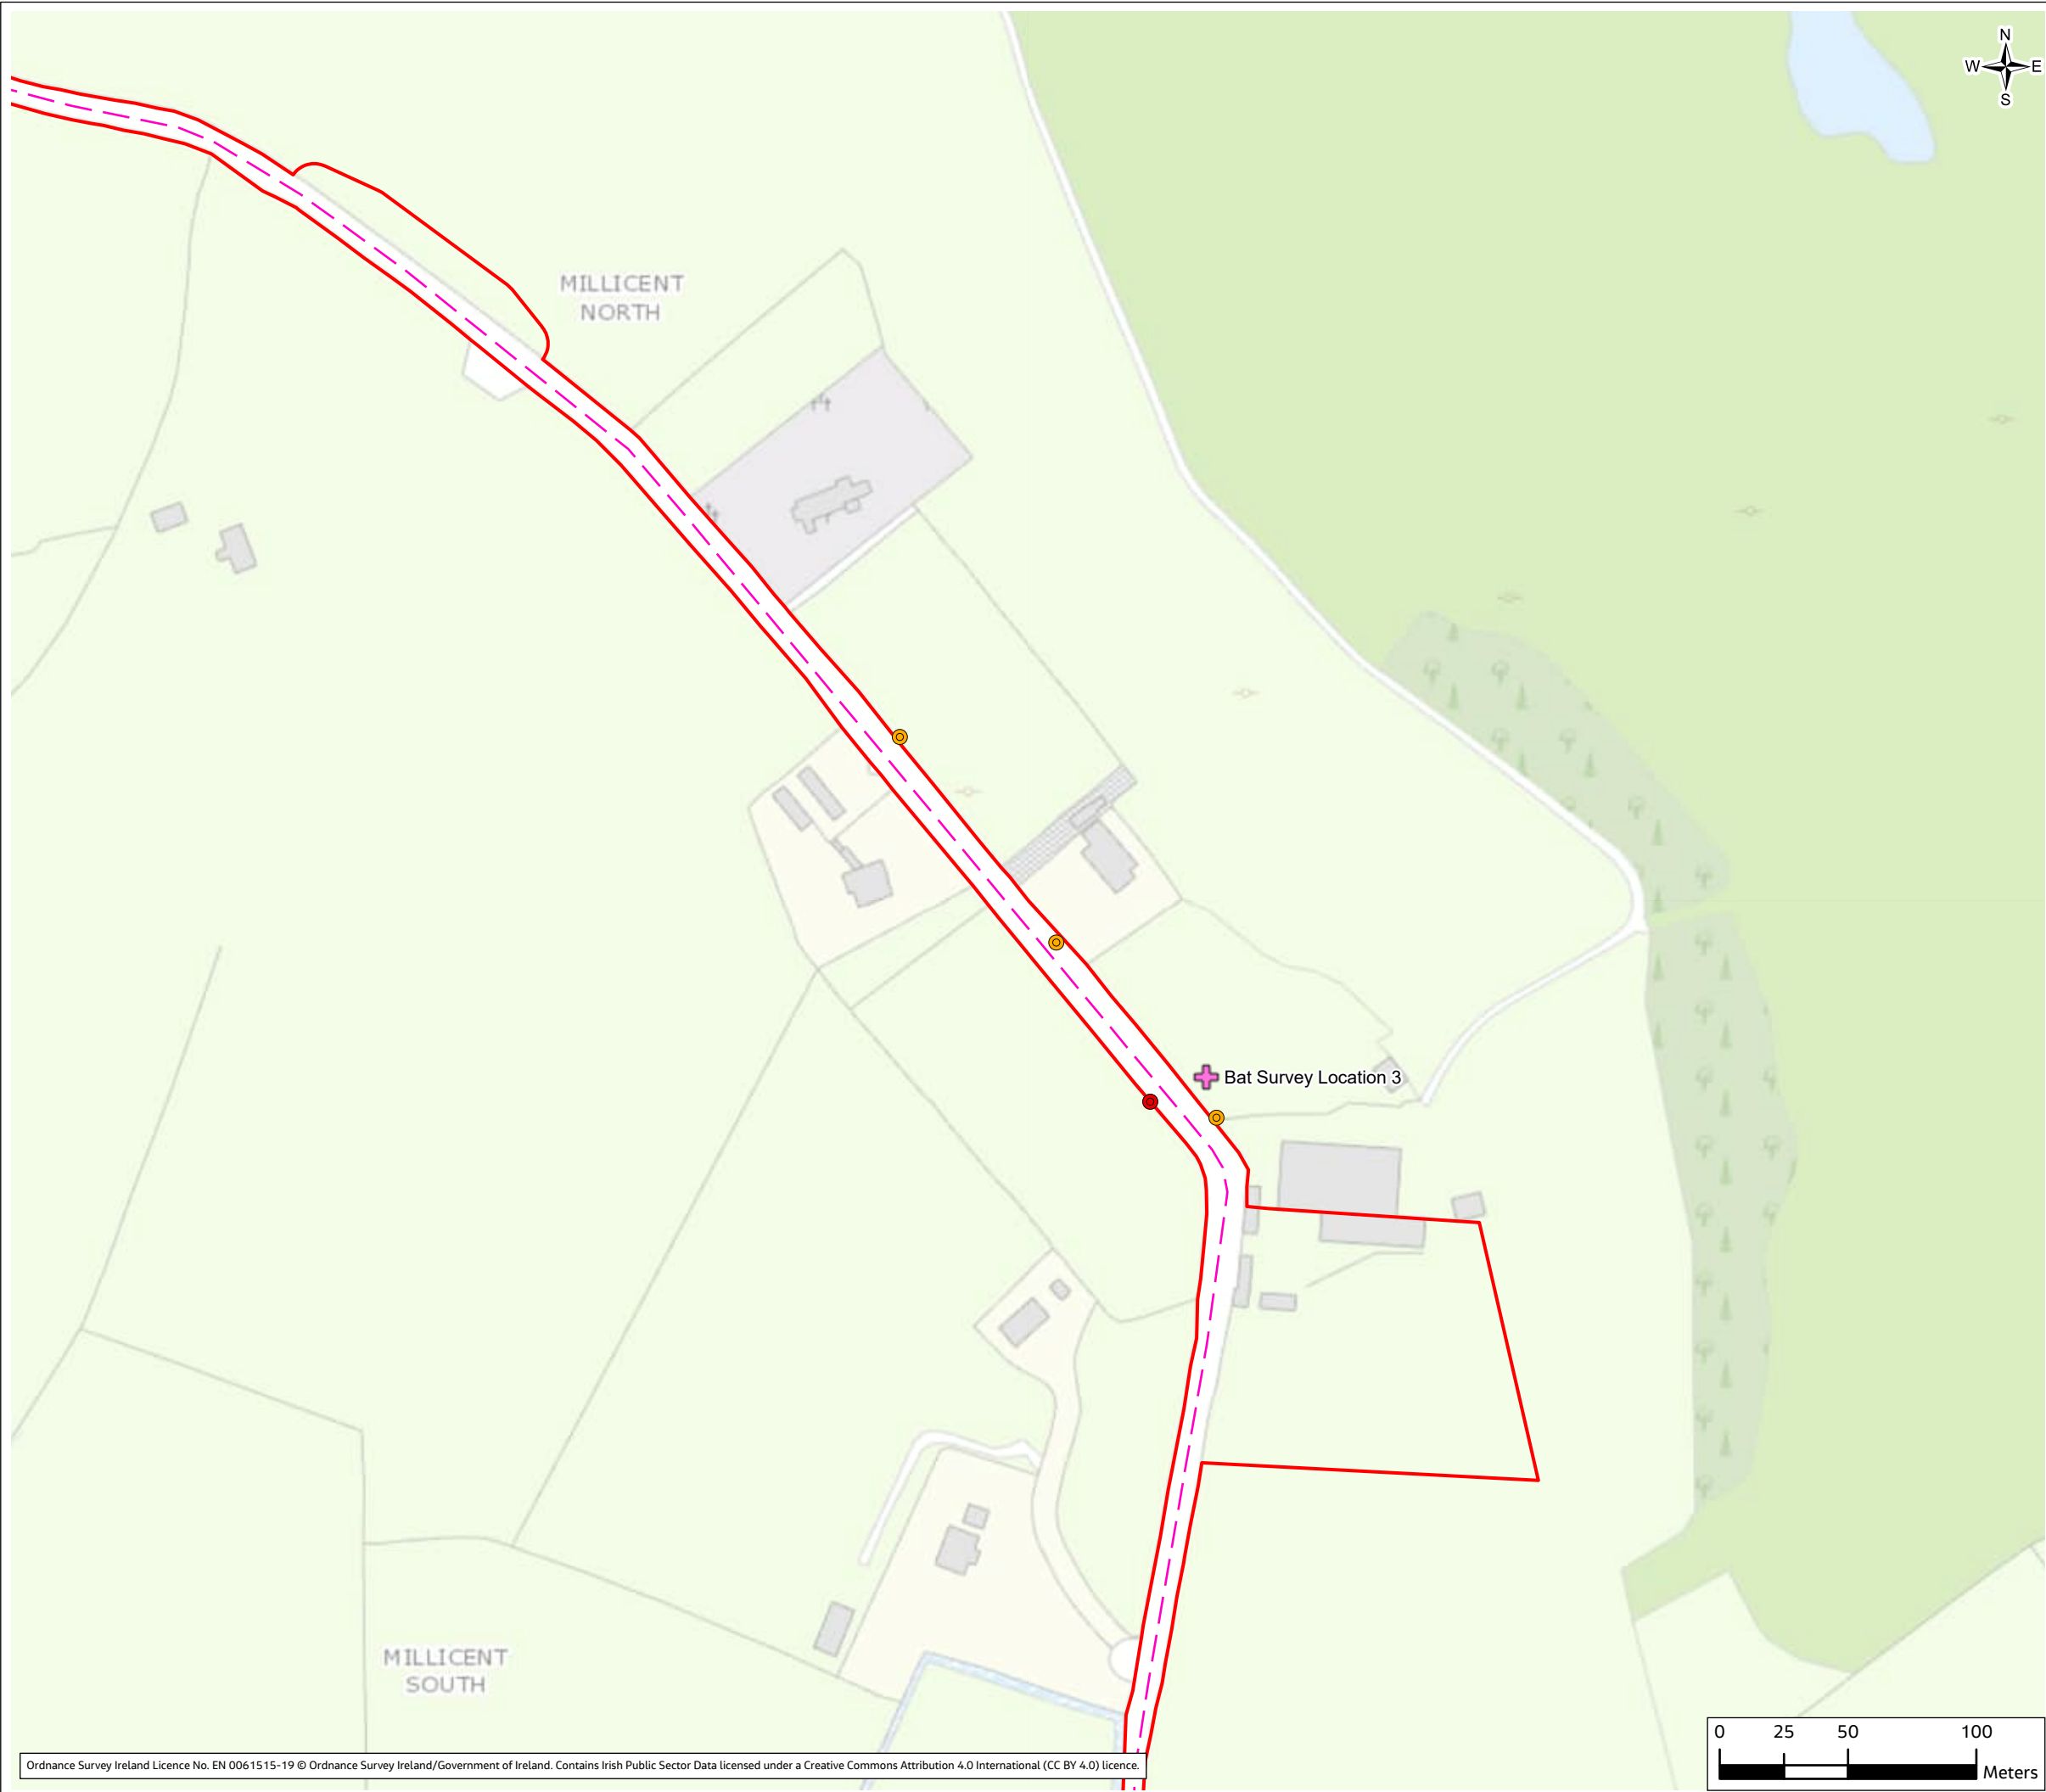 N
W E
S
MILLICENT
NORTH
Bat Survey Location 3
MILLICENT
SOUTH
0 25 50 100
Meters
Ordnance Survey Ireland Licence No. EN 0061515-19 © Ordnance Survey Ireland/Government of Ireland. Contains Irish Public Sector Data licensed under a Creative Commons Attribution 4.0 International (CC BY 4.0) licence.